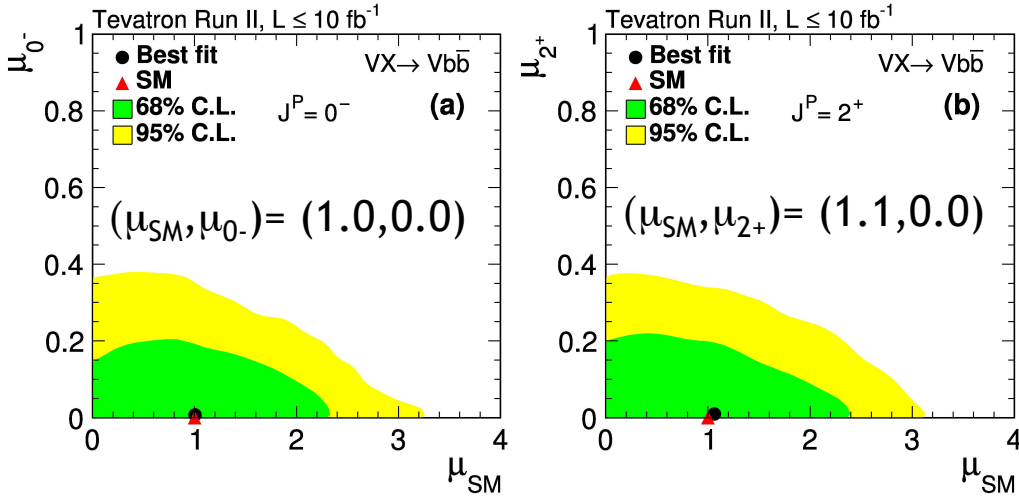 Tevatron Run II, L ≤ 10 fb⁻¹
μ₀₋
1
0.8
0.6
0.4
0.2
0
Best fit
SM
68% C.L.
95% C.L.
VX→ Vbb̅
J^P = 0⁻
(a)
(μSM,μ0-)= (1.0,0.0)
0 1 2 3 4
μSM
Tevatron Run II, L ≤ 10 fb⁻¹
μ₂₊
1
0.8
0.6
0.4
0.2
0
Best fit
SM
68% C.L.
95% C.L.
VX→ Vbb̅
J^P = 2⁺
(b)
(μSM,μ2+)= (1.1,0.0)
0 1 2 3 4
μSM